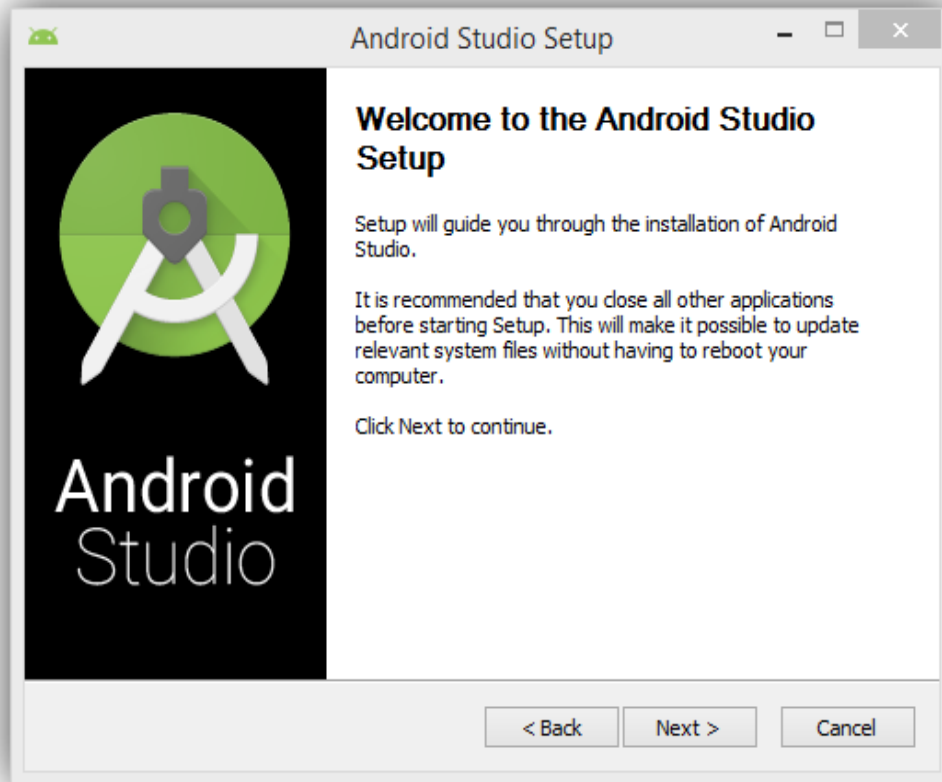 Android Studio Setup
Welcome to the Android Studio
Setup
Setup will guide you through the installation of Android
Studio.
It is recommended that you close all other applications
before starting Setup. This will make it possible to update
relevant system files without having to reboot your
computer.
Click Next to continue.
Android
Studio
< Back
Next >
Cancel